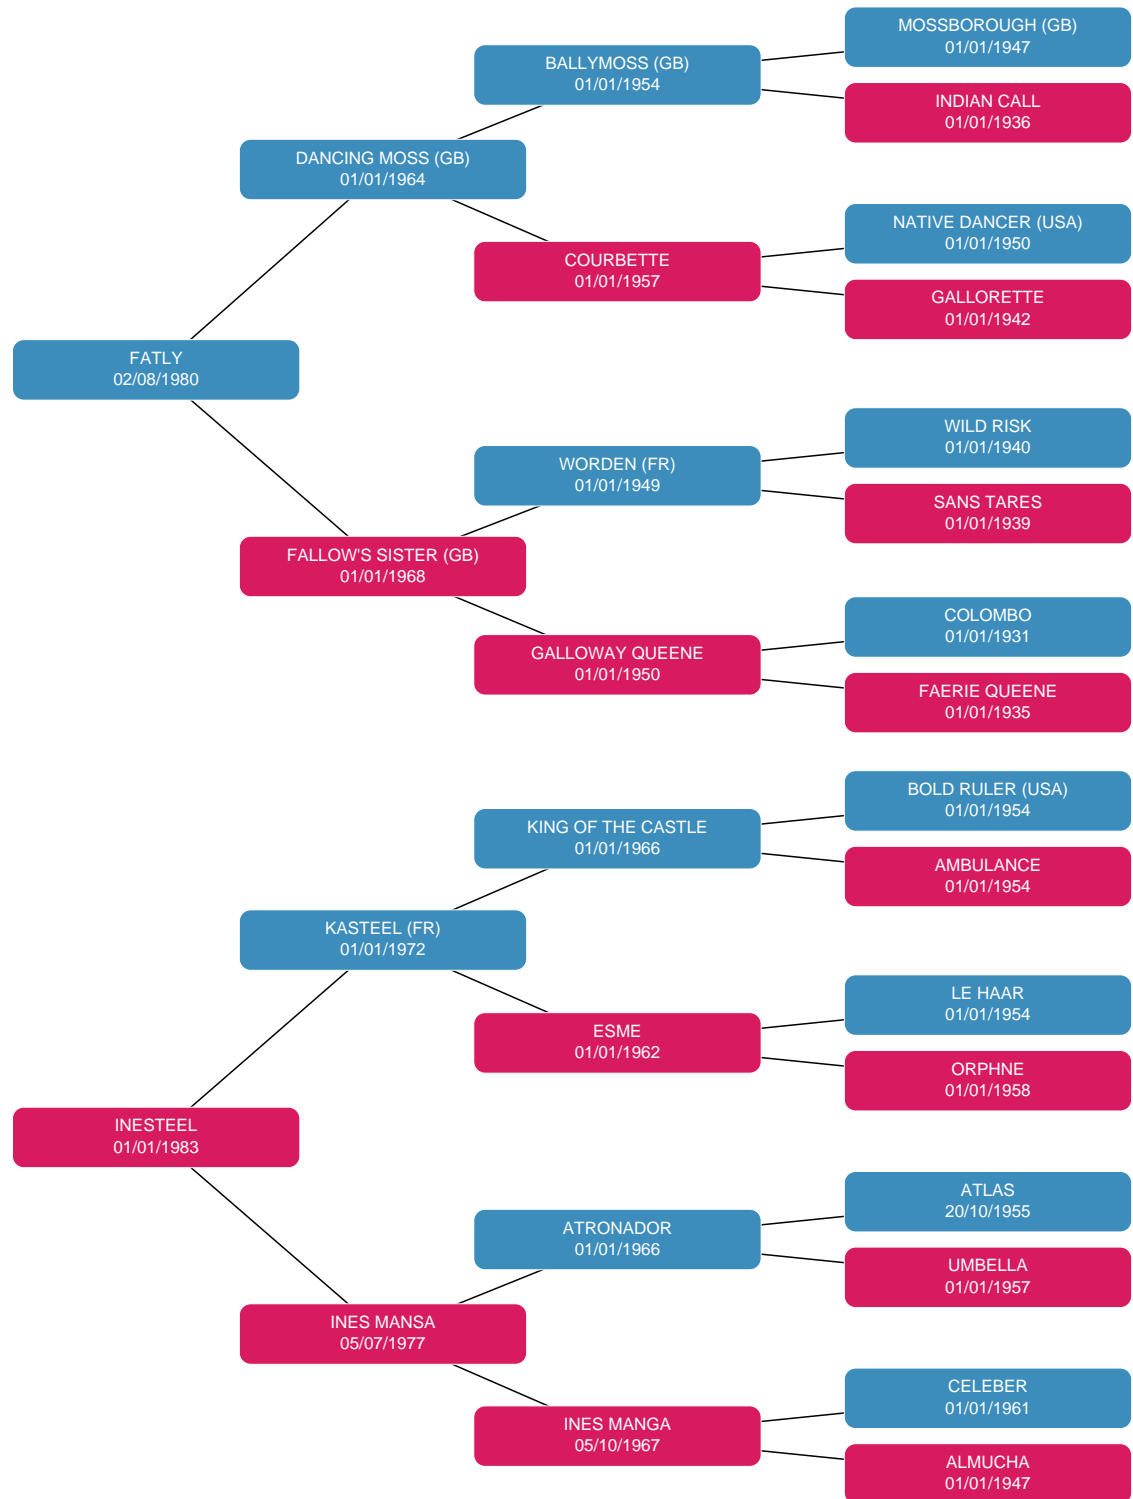 MOSSBOROUGH (GB)
01/01/1947
BALLYMOSS (GB)
01/01/1954
INDIAN CALL
01/01/1936
DANCING MOSS (GB)
01/01/1964
NATIVE DANCER (USA)
01/01/1950
COURBETTE
01/01/1957
GALLORETTE
01/01/1942
FATLY
02/08/1980
WILD RISK
01/01/1940
WORDEN (FR)
01/01/1949
SANS TARES
01/01/1939
FALLOW'S SISTER (GB)
01/01/1968
COLOMBO
01/01/1931
GALLOWAY QUEENE
01/01/1950
FAERIE QUEENE
01/01/1935
BOLD RULER (USA)
01/01/1954
KING OF THE CASTLE
01/01/1966
AMBULANCE
01/01/1954
KASTEEL (FR)
01/01/1972
LE HAAR
01/01/1954
ESME
01/01/1962
ORPHNE
01/01/1958
INESTEEL
01/01/1983
ATLAS
20/10/1955
ATRONADOR
01/01/1966
UMBELLA
01/01/1957
INES MANSA
05/07/1977
CELEBER
01/01/1961
INES MANGA
05/10/1967
ALMUCHA
01/01/1947